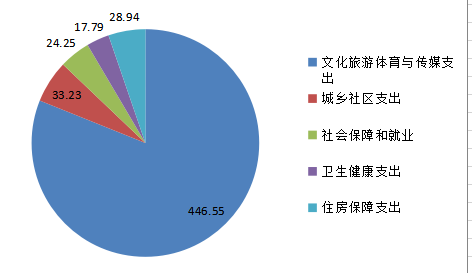 28.94
17.79
24.25
33.23
446.55
文化旅游体育与传媒支
出
城乡社区支出
社会保障和就业
卫生健康支出
住房保障支出